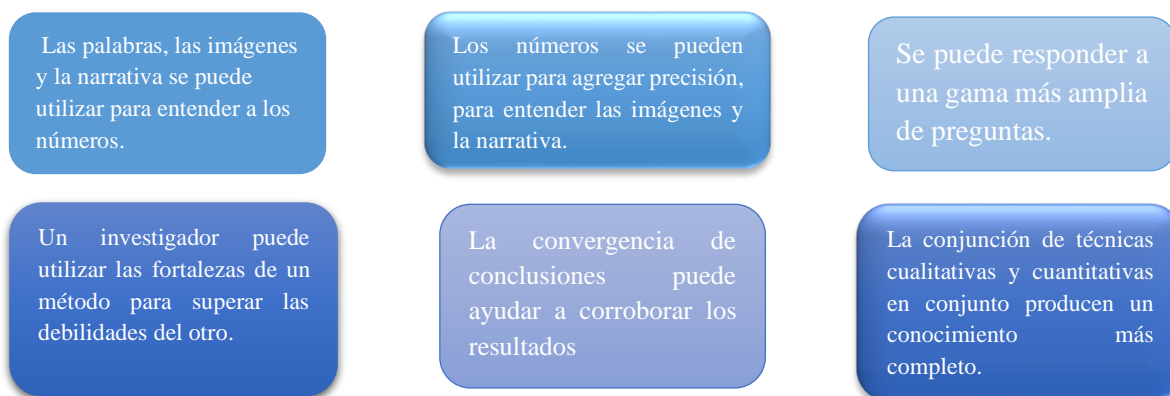 Las palabras, las imágenes
y la narrativa se puede
utilizar para entender a los
números.
Los números se pueden
utilizar para agregar precisión,
para entender las imágenes y
la narrativa.
Se puede responder a
una gama más amplia
de preguntas.
Un investigador puede
utilizar las fortalezas de un
método para superar las
debilidades del otro.
La convergencia de
conclusiones puede
ayudar a corroborar los
resultados
La conjunción de técnicas
cualitativas y cuantitativas
en conjunto producen un
conocimiento más
completo.